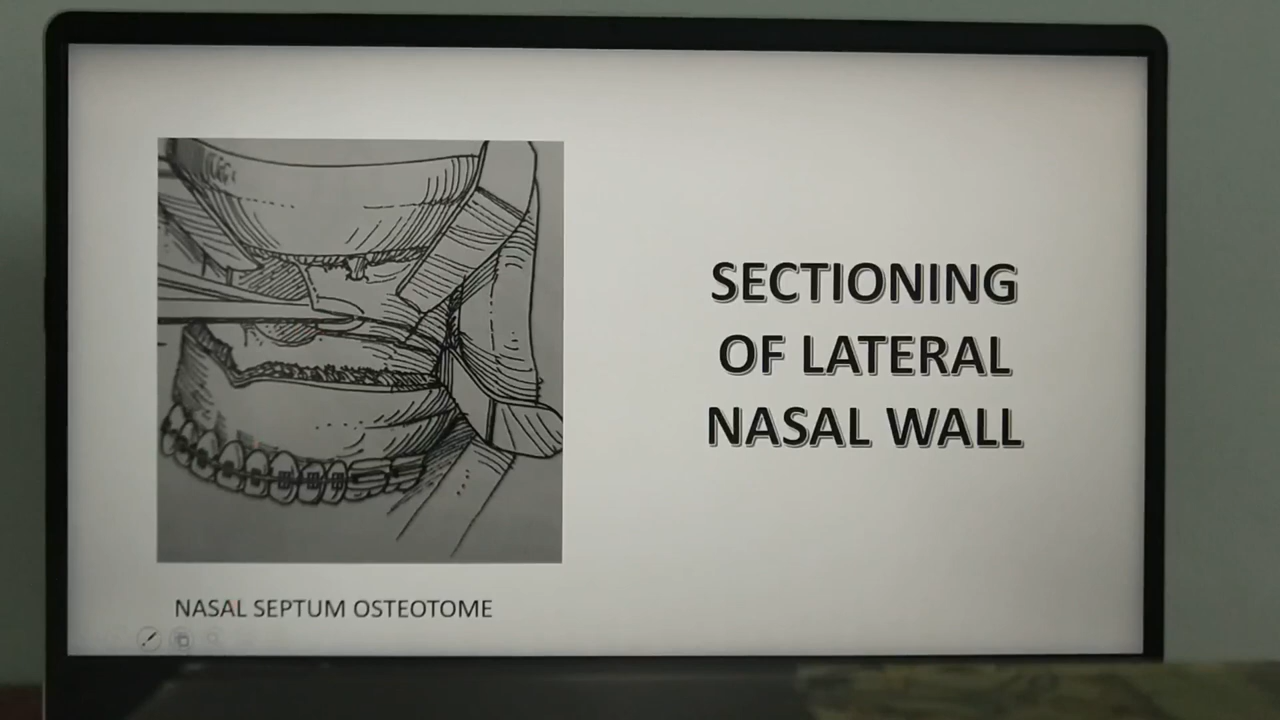 SECTIONING
OF LATERAL
NASAL WALL
NASAL SEPTUM OSTEOTOME